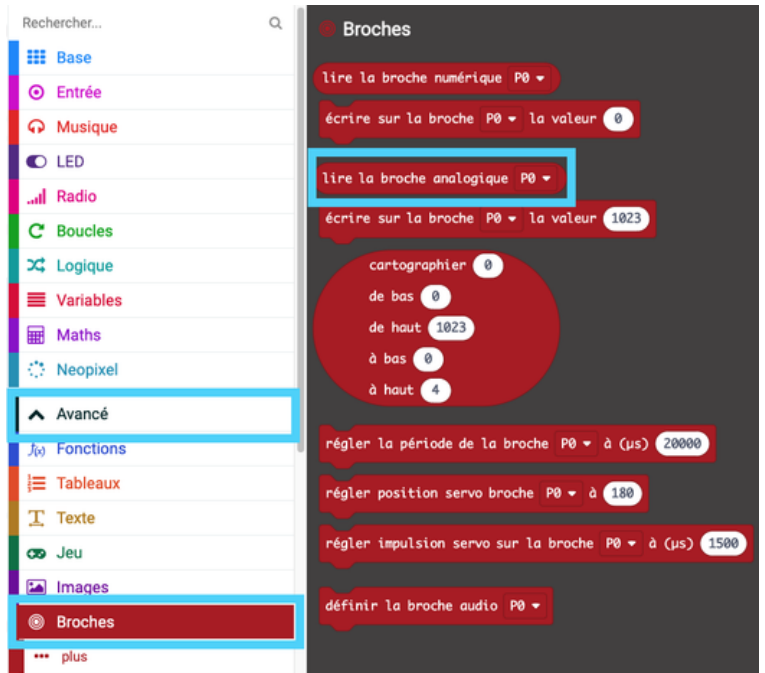 Rechercher...
Base
Entrée
Musique
LED
Radio
Boucles
Logique
Variables
Maths
Neopixel
Avancé
f(x) Fonctions
Tableaux
Texte
Jeu
Images
Broches
plus
Broches
lire la broche numérique P0
écrire sur la broche P0 la valeur 0
lire la broche analogique P0
écrire sur la broche P0 la valeur 1023
cartographier 0
de bas 0
de haut 1023
à bas 0
à haut 4
régler la période de la broche P0 à (µs) 20000
régler position servo broche P0 à 180
régler impulsion servo sur la broche P0 à (µs) 1500
définir la broche audio P0